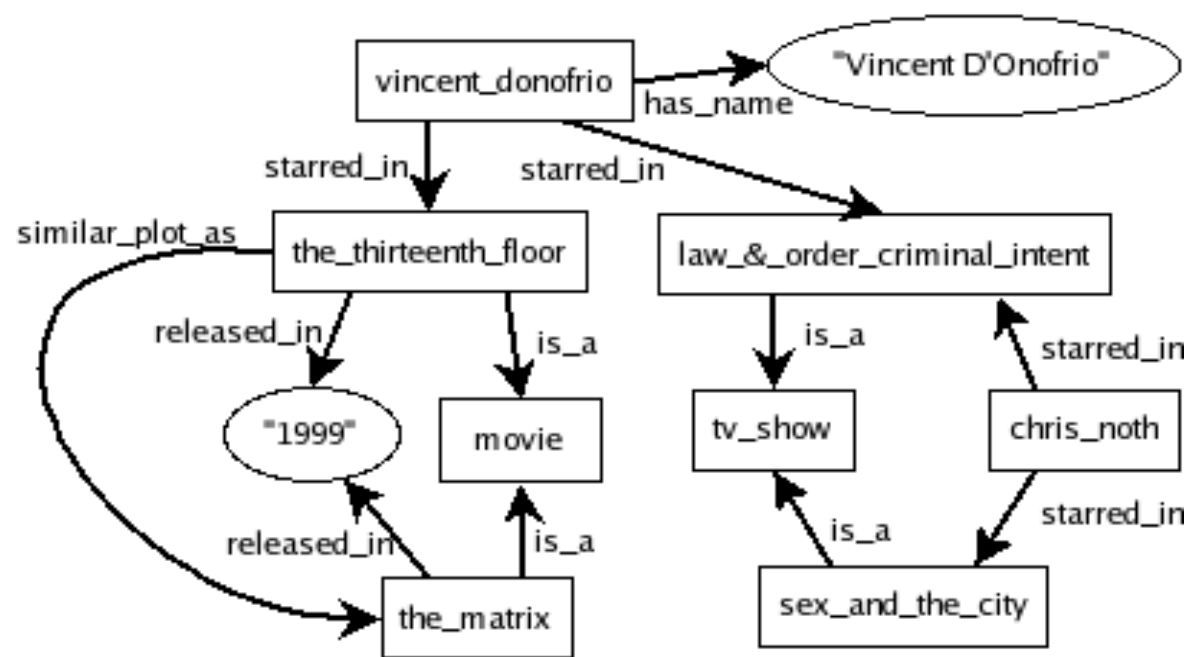 vincent_donofrio
"Vincent D'Onofrio"
has_name
starred_in
starred_in
similar_plot_as
the_thirteenth_floor
law_&_order_criminal_intent
released_in
is_a
is_a
starred_in
"1999"
movie
tv_show
chris_noth
released_in
is_a
is_a
starred_in
the_matrix
sex_and_the_city